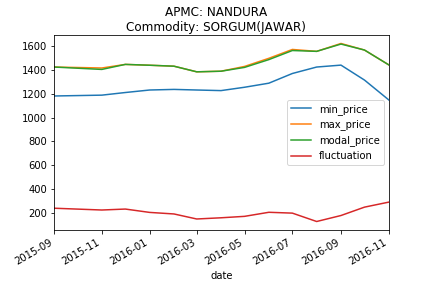 APMC: NANDURA
Commodity: SORGUM(JAWAR)
1600
1400
1200
1000
800
600
400
200
min_price
max_price
modal_price
fluctuation
2015-09
2015-11
2016-01
2016-03
2016-05
2016-07
2016-09
2016-11
date